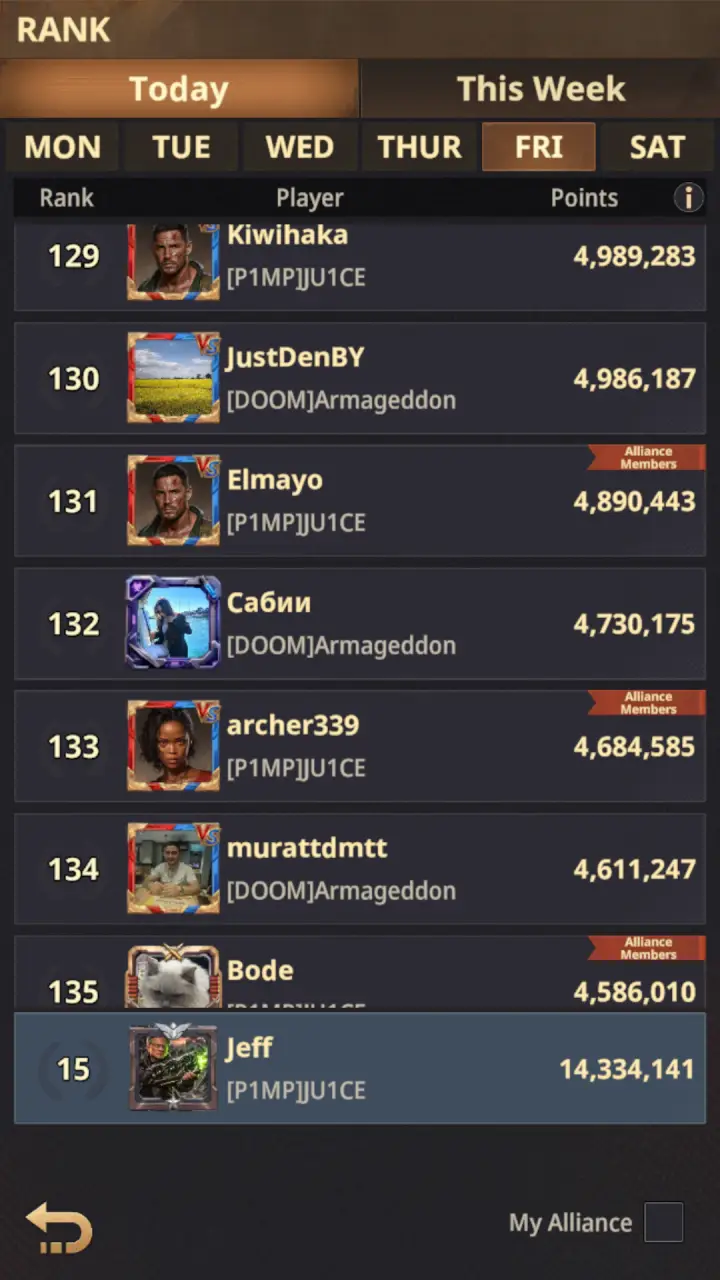 RANK
Today
This Week
MON TUE WED THUR FRI SAT
Rank Player Points i
129 Kiwihaka 4,989,283
[P1MP]JU1CE
130 JustDenBY 4,986,187
[DOOM]Armageddon
Alliance Members
131 Elmayo 4,890,443
[P1MP]JU1CE
132 Сабии 4,730,175
[DOOM]Armageddon
Alliance Members
133 archer339 4,684,585
[P1MP]JU1CE
134 murattdmtt 4,611,247
[DOOM]Armageddon
Alliance Members
135 Bode 4,586,010
15 Jeff 14,334,141
[P1MP]JU1CE
My Alliance